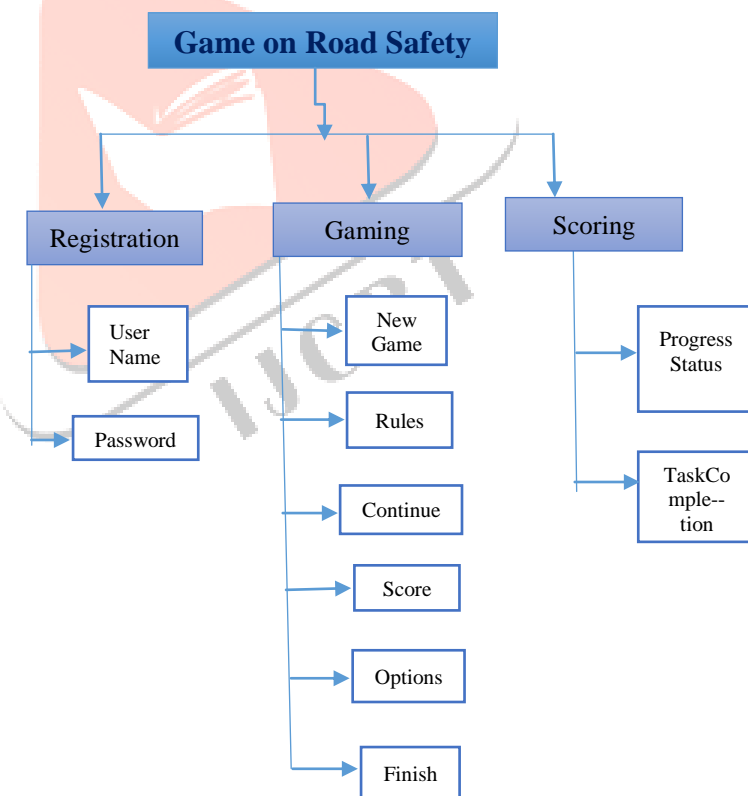 Game on Road Safety
Registration
Gaming
Scoring
User
Name
Password
New
Game
Rules
Continue
Score
Options
Finish
Progress
Status
TaskCo
mple--
tion
IJCRT